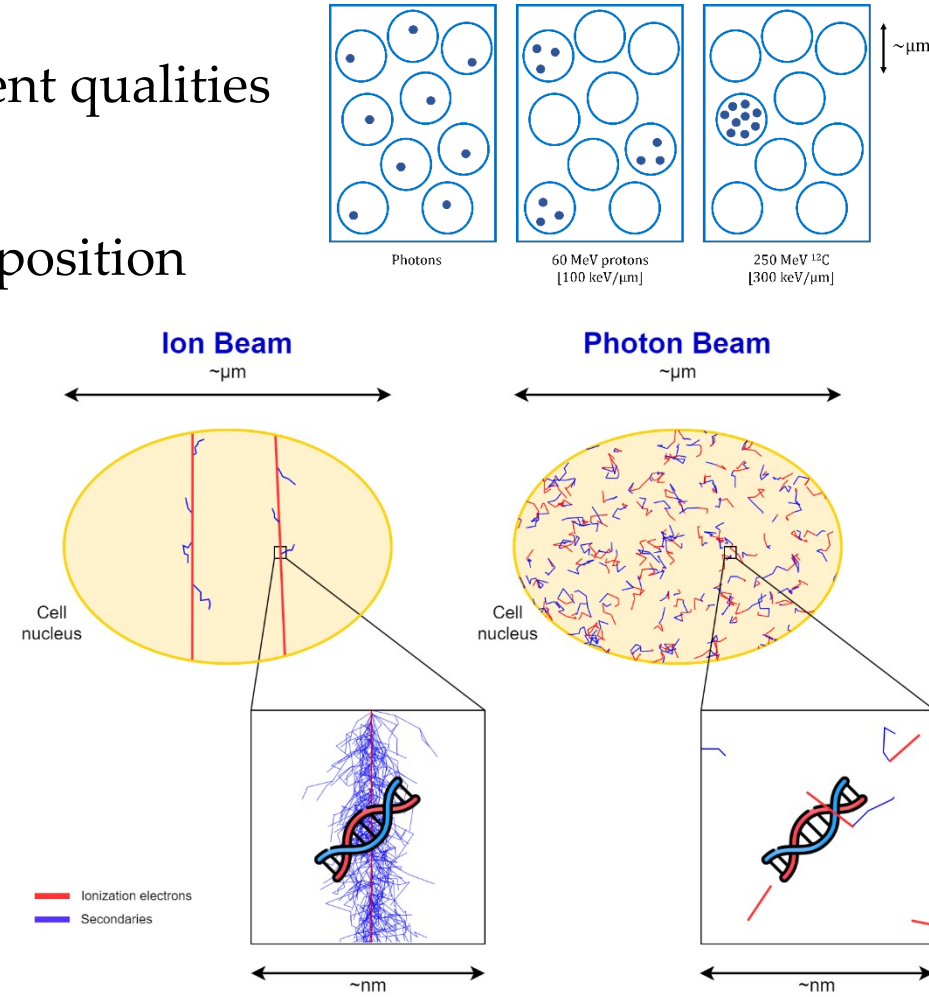 ent qualities
position
~μm
Photons
60 MeV protons
[100 keV/μm]
250 MeV ¹²C
[300 keV/μm]
Ion Beam
~μm
Photon Beam
~μm
Cell
nucleus
Cell
nucleus
Ionization electrons
Secondaries
~nm
~nm